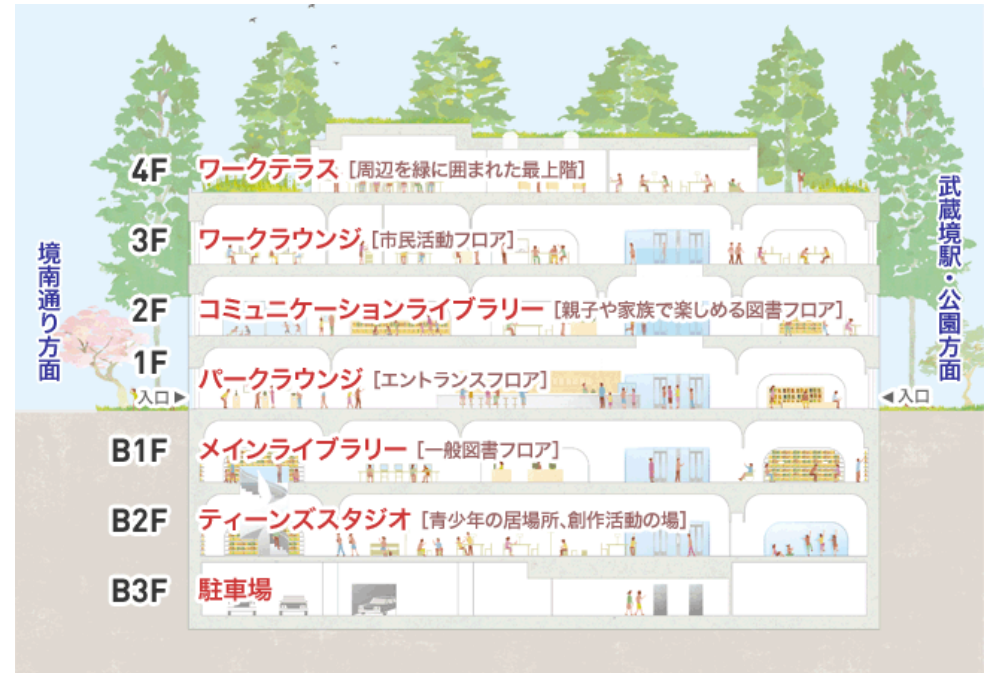 4F ワークテラス [周辺を緑に囲まれた最上階]
3F ワークラウンジ [市民活動フロア]
2F コミュニケーションライブラリー [親子や家族で楽しめる図書フロア]
1F パークラウンジ [エントランスフロア]
入口▶
◀入口
B1F メインライブラリー [一般図書フロア]
B2F ティーンズスタジオ [青少年の居場所、創作活動の場]
B3F 駐車場
境南通り方面
武蔵境駅・公園方面